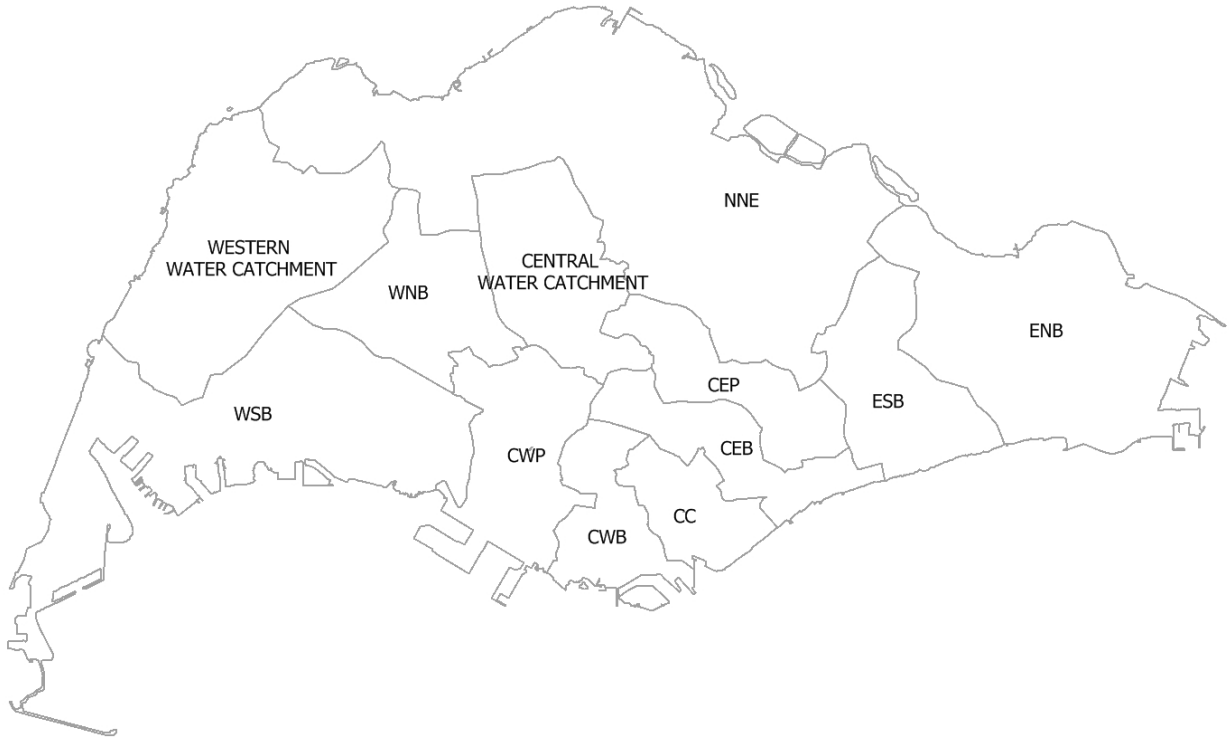 NNE
WESTERN
WATER CATCHMENT
CENTRAL
WATER CATCHMENT
WNB
ENB
CEP
ESB
WSB
CEB
CWP
CC
CWB